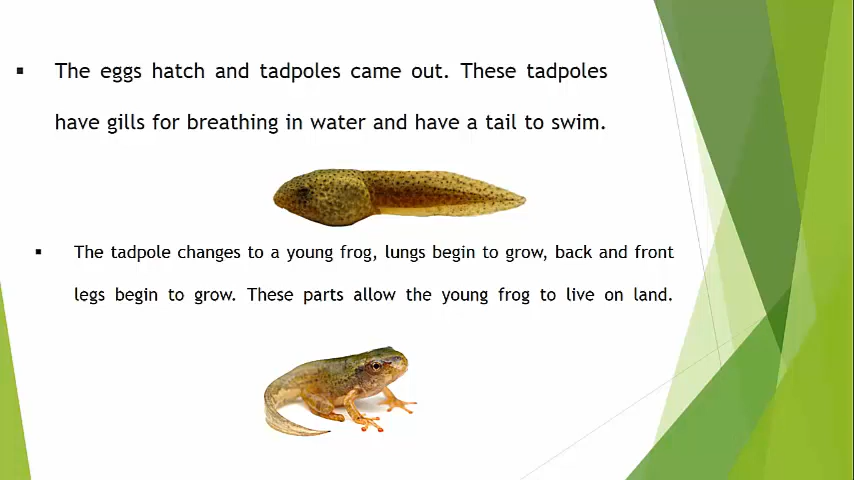 The eggs hatch and tadpoles came out. These tadpoles
have gills for breathing in water and have a tail to swim.
The tadpole changes to a young frog, lungs begin to grow, back and front
legs begin to grow. These parts allow the young frog to live on land.